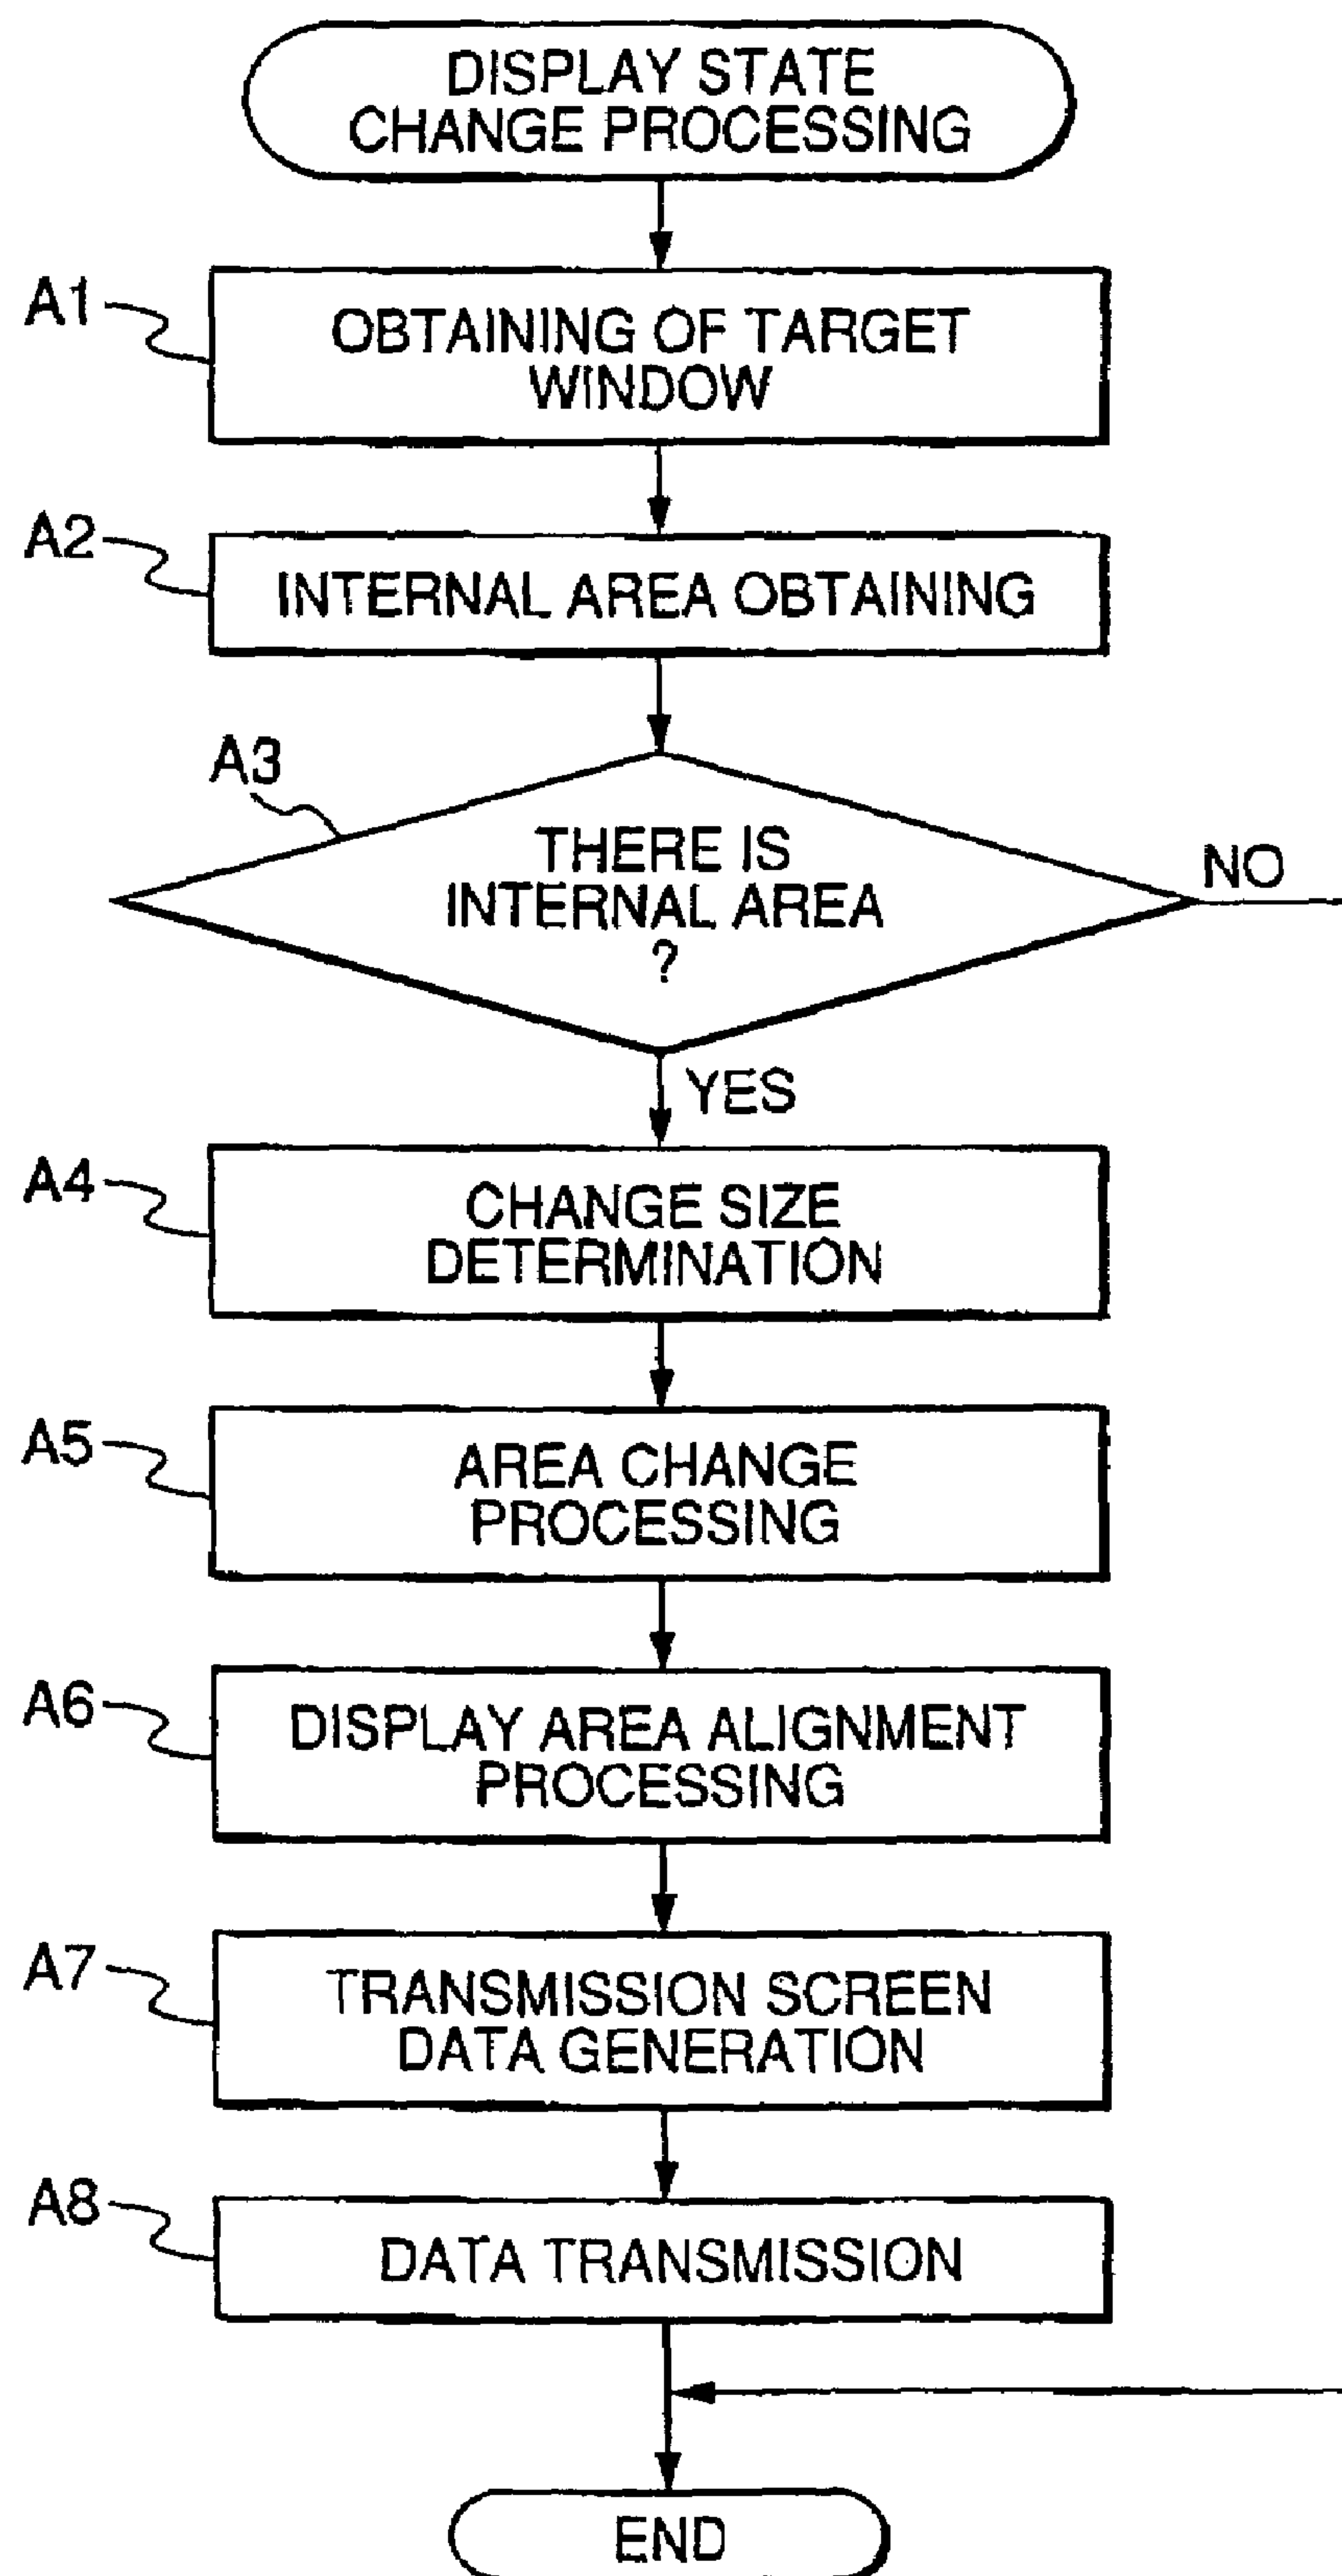 DISPLAY STATE
CHANGE PROCESSING
A1
OBTAINING OF TARGET
WINDOW
A2
INTERNAL AREA OBTAINING
A3
THERE IS
INTERNAL AREA
?
NO
YES
A4
CHANGE SIZE
DETERMINATION
A5
AREA CHANGE
PROCESSING
A6
DISPLAY AREA ALIGNMENT
PROCESSING
A7
TRANSMISSION SCREEN
DATA GENERATION
A8
DATA TRANSMISSION
END